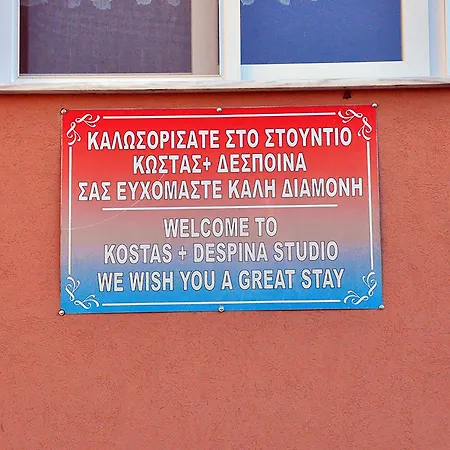 ΚΑΛΩΣΟΡΙΣΑΤΕ ΣΤΟ ΣΤΟΥΝΤΙΟ
ΚΩΣΤΑΣ+ ΔΕΣΠΟΙΝΑ
ΣΑΣ ΕΥΧΟΜΑΣΤΕ ΚΑΛΗ ΔΙΑΜΟΝΗ
WELCOME TO
KOSTAS + DESPINA STUDIO
WE WISH YOU A GREAT STAY